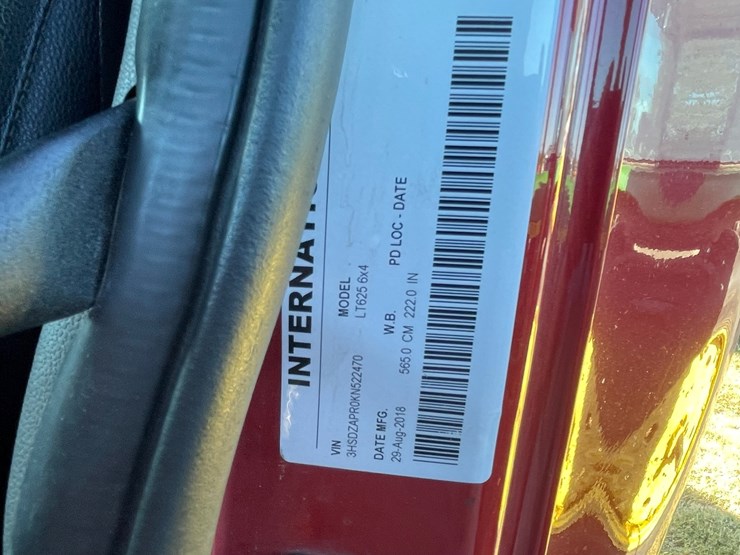 INTERNAT
VIN MODEL
3HSDZAPR0KN522470 LT625 6x4
DATE MFG. W.B. PD LOC - DATE
29-Aug-2018 565.0 CM 222.0 IN